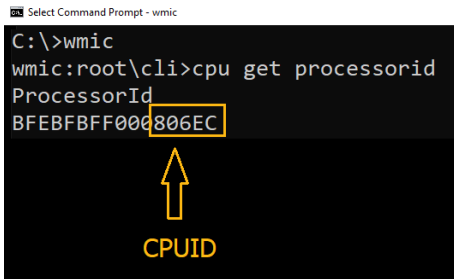 Select Command Prompt - wmic
C:\>wmic
wmic:root\cli>cpu get processorid
ProcessorId
BFEBFBFF000806EC
CPUID